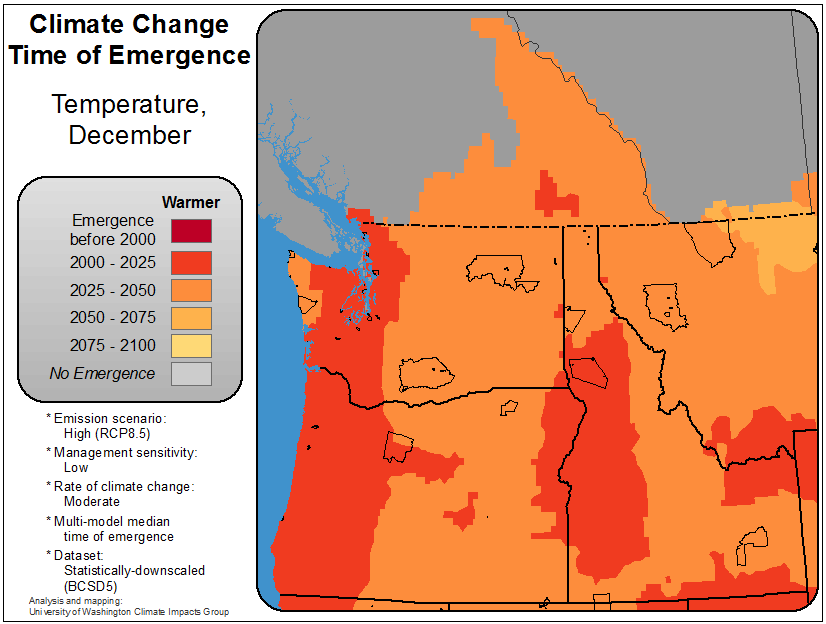 Climate Change
Time of Emergence
Temperature,
December
Warmer
Emergence
before 2000
2000 - 2025
2025 - 2050
2050 - 2075
2075 - 2100
No Emergence
* Emission scenario:
High (RCP8.5)
* Management sensitivity:
Low
* Rate of climate change:
Moderate
* Multi-model median
time of emergence
* Dataset:
Statistically-downscaled
(BCSD5)
Analysis and mapping:
University of Washington Climate Impacts Group